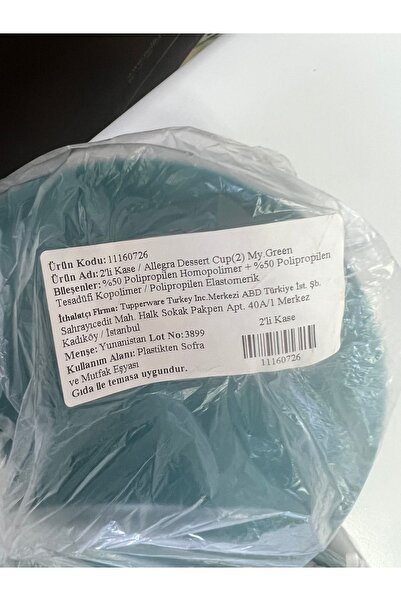 Ürün Kodu: 11160726
Ürün Adı: 2'li Kase / Allegra Dessert Cup(2) My.Green
Bileşenler: %50 Polipropilen Homopolimer + %50 Polipropilen
Tesadüfi Kopolimer / Polipropilen Elastomerik
İthalatçı Firma: Tupperware Turkey Inc.Merkezi ABD Türkiye İst. Şb.
Sahrayıcedit Mah. Halk Sokak Pakpen Apt. 40A/1 Merkez
Kadıköy / İstanbul
Menşe: Yunanistan Lot No:3899
Kullanım Alanı: Plastikten Sofra
ve Mutfak Eşyası
Gıda ile temasa uygundur.
2'li Kase
11160726